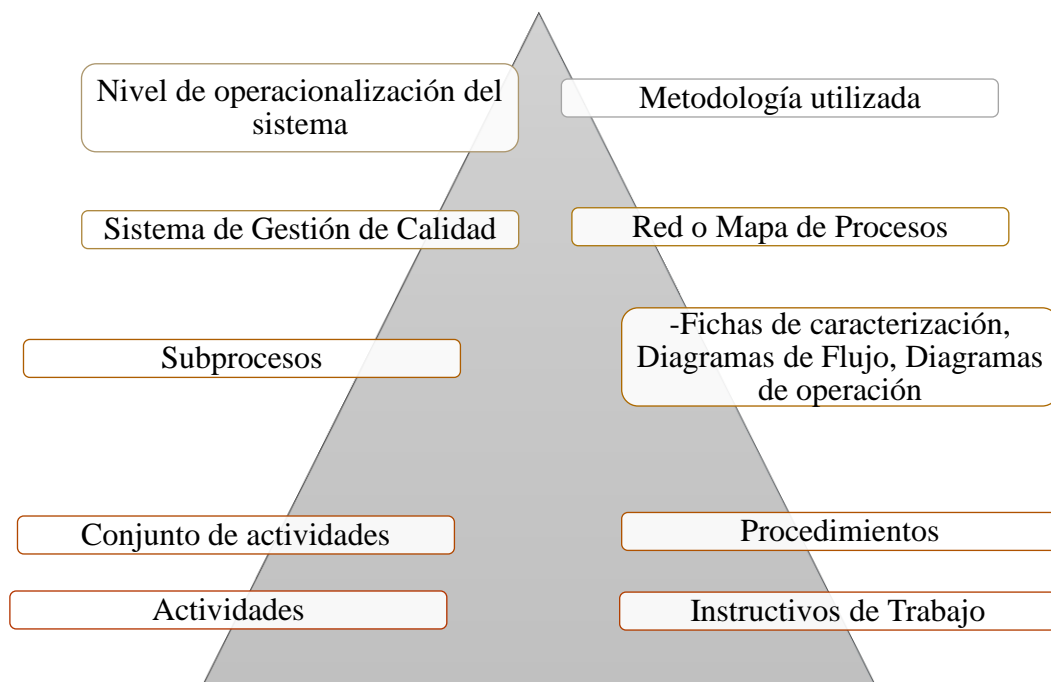 Nivel de operacionalización del
sistema
Metodología utilizada
Sistema de Gestión de Calidad
Red o Mapa de Procesos
Subprocesos
-Fichas de caracterización,
Diagramas de Flujo, Diagramas
de operación
Conjunto de actividades
Procedimientos
Actividades
Instructivos de Trabajo